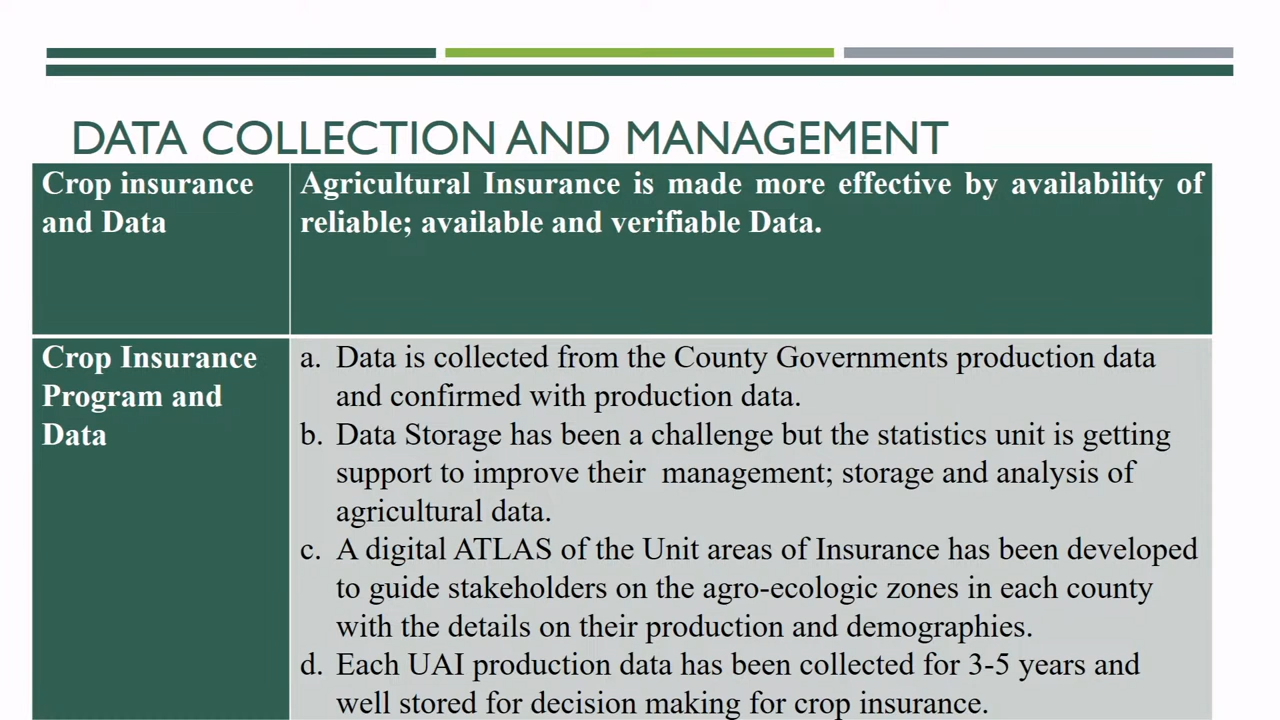 DATA COLLECTION AND MANAGEMENT
Crop insurance
and Data
Agricultural Insurance is made more effective by availability of
reliable; available and verifiable Data.
Crop Insurance
Program and
Data
a. Data is collected from the County Governments production data
and confirmed with production data.
b. Data Storage has been a challenge but the statistics unit is getting
support to improve their management; storage and analysis of
agricultural data.
c. A digital ATLAS of the Unit areas of Insurance has been developed
to guide stakeholders on the agro-ecologic zones in each county
with the details on their production and demographies.
d. Each UAI production data has been collected for 3-5 years and
well stored for decision making for crop insurance.